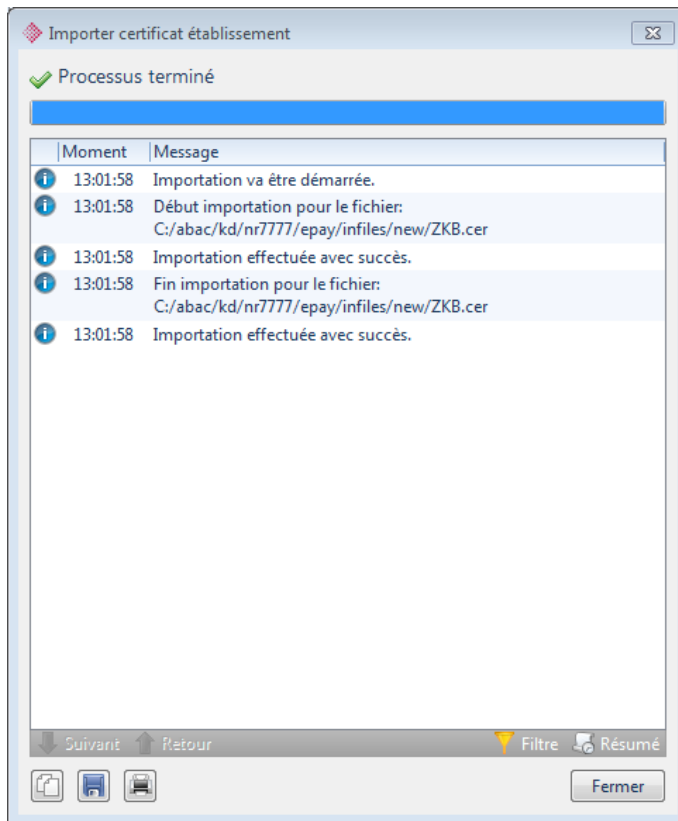 Importer certificat établissement
Processus terminé
Moment Message
13:01:58 Importation va être démarrée.
13:01:58 Début importation pour le fichier:
C:/abac/kd/nr7777/epay/infiles/new/ZKB.cer
13:01:58 Importation effectuée avec succès.
13:01:58 Fin importation pour le fichier:
C:/abac/kd/nr7777/epay/infiles/new/ZKB.cer
13:01:58 Importation effectuée avec succès.
Suivant Retour Filtre Résumé
Fermer